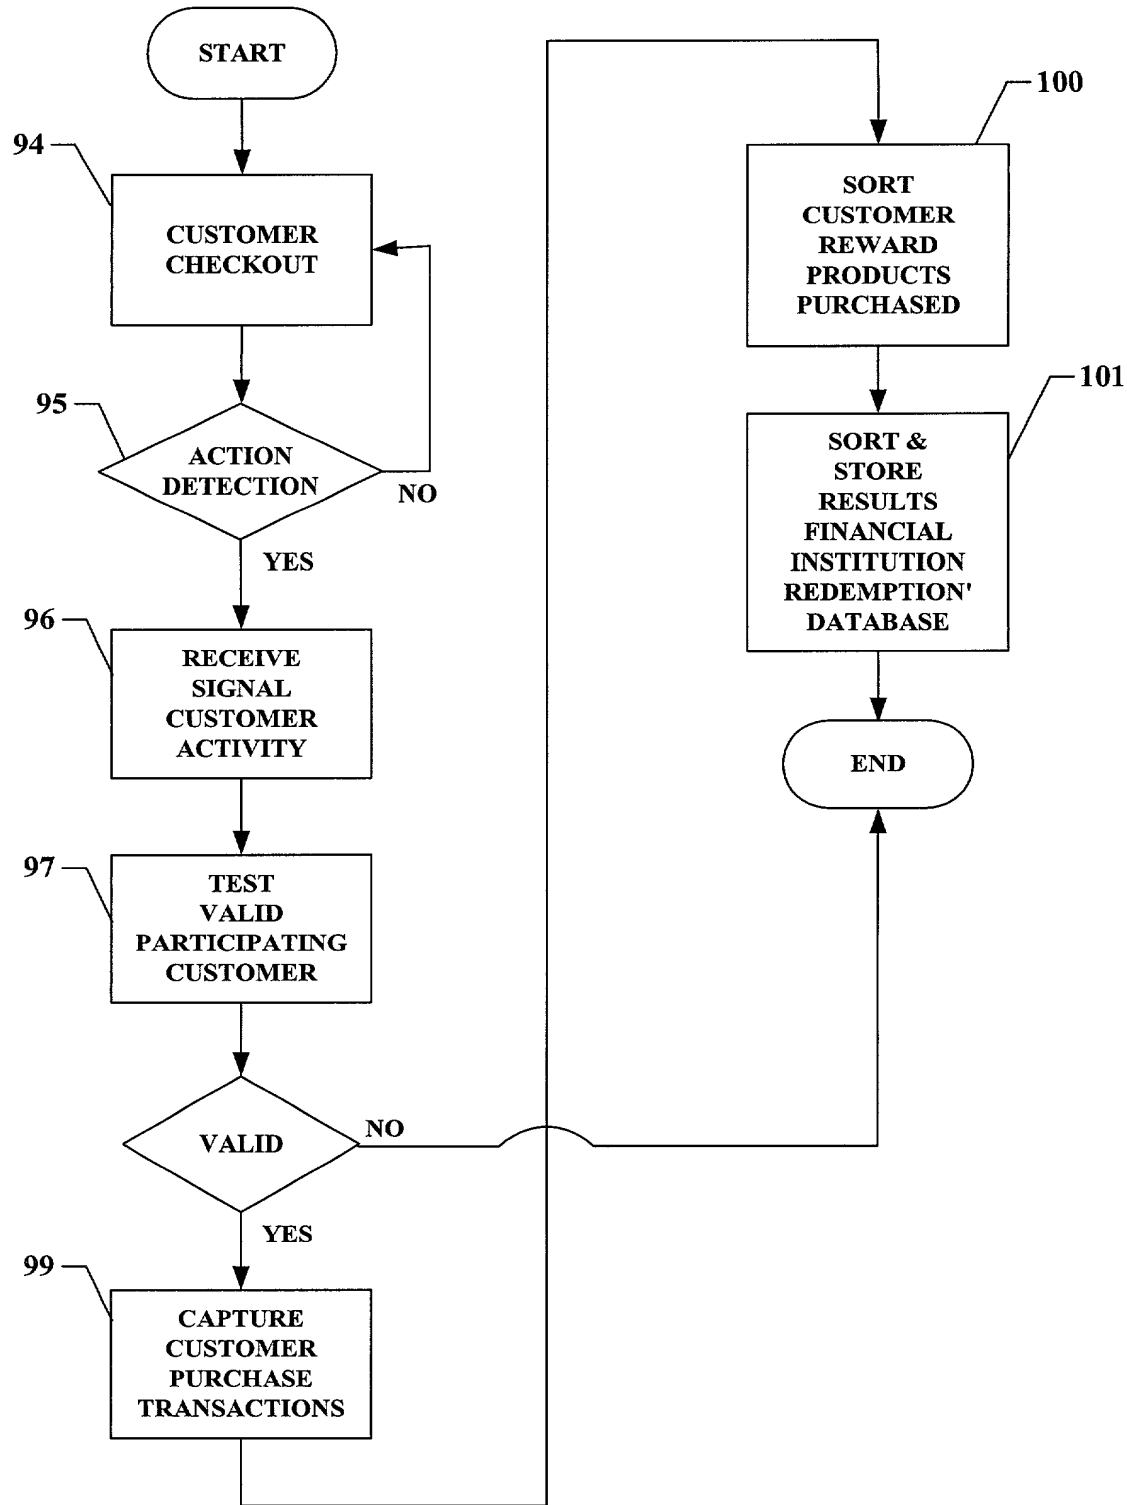 START
94
CUSTOMER
CHECKOUT
95
ACTION
DETECTION
NO
YES
96
RECEIVE
SIGNAL
CUSTOMER
ACTIVITY
97
TEST
VALID
PARTICIPATING
CUSTOMER
VALID
NO
YES
99
CAPTURE
CUSTOMER
PURCHASE
TRANSACTIONS
100
SORT
CUSTOMER
REWARD
PRODUCTS
PURCHASED
101
SORT &
STORE
RESULTS
FINANCIAL
INSTITUTION
REDEMPTION'
DATABASE
END